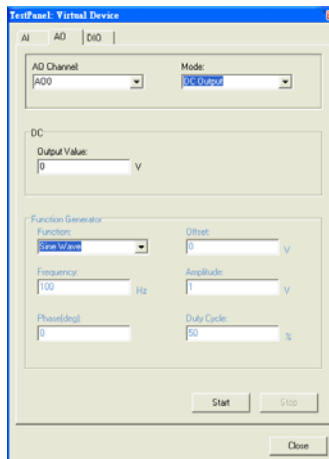 TestPanel: Virtual Device
AI AO DIO
AO Channel: Mode:
AO0 DC Output
DC
Output Value:
0 V
Function Generator
Function: Offset:
Sine Wave 0 V
Frequency: Amplitude:
100 Hz 1 V
Phase(deg): Duty Cycle:
0 50 %
Start Stop
Close